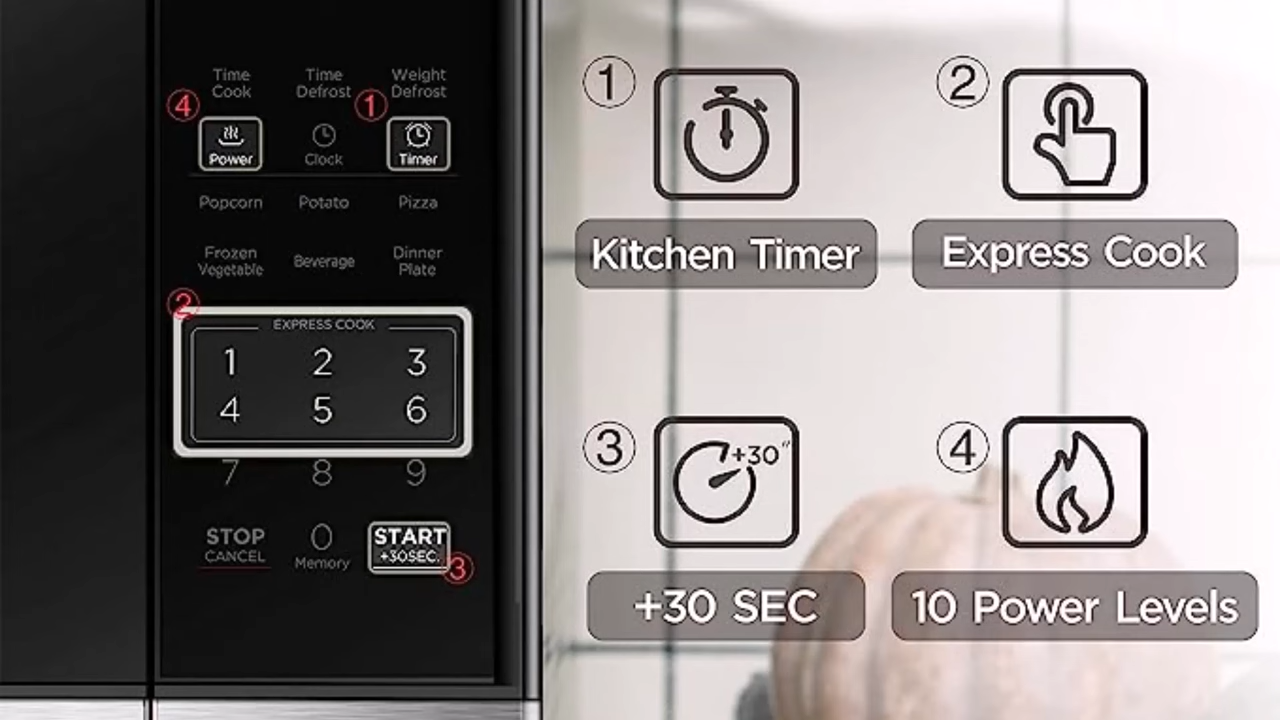 Time
Cook
Time
Defrost
Weight
Defrost
④
①
Power
Clock
Timer
Popcorn
Potato
Pizza
Frozen
Vegetable
Beverage
Dinner
Plate
②
EXPRESS COOK
1 2 3
4 5 6
7 8 9
STOP
CANCEL
0
Memory
START
+30SEC.
③
①
Kitchen Timer
②
Express Cook
③
+30"
+30 SEC
④
10 Power Levels